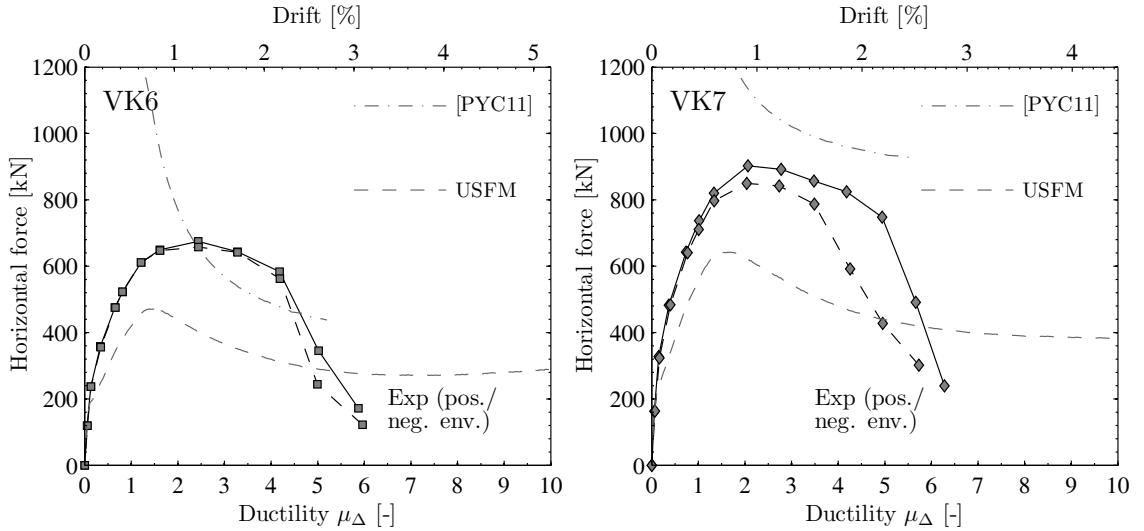 Drift [%]
0 1 2 3 4 5
1200
1000
800
600
400
200
0
Horizontal force [kN]
VK6
[PYC11]
USFM
Exp (pos./
neg. env.)
0 1 2 3 4 5 6 7 8 9 10
Ductility μΔ [-]
Drift [%]
0 1 2 3 4
1200
1000
800
600
400
200
0
Horizontal force [kN]
VK7
[PYC11]
USFM
Exp (pos./
neg. env.)
0 1 2 3 4 5 6 7 8 9 10
Ductility μΔ [-]